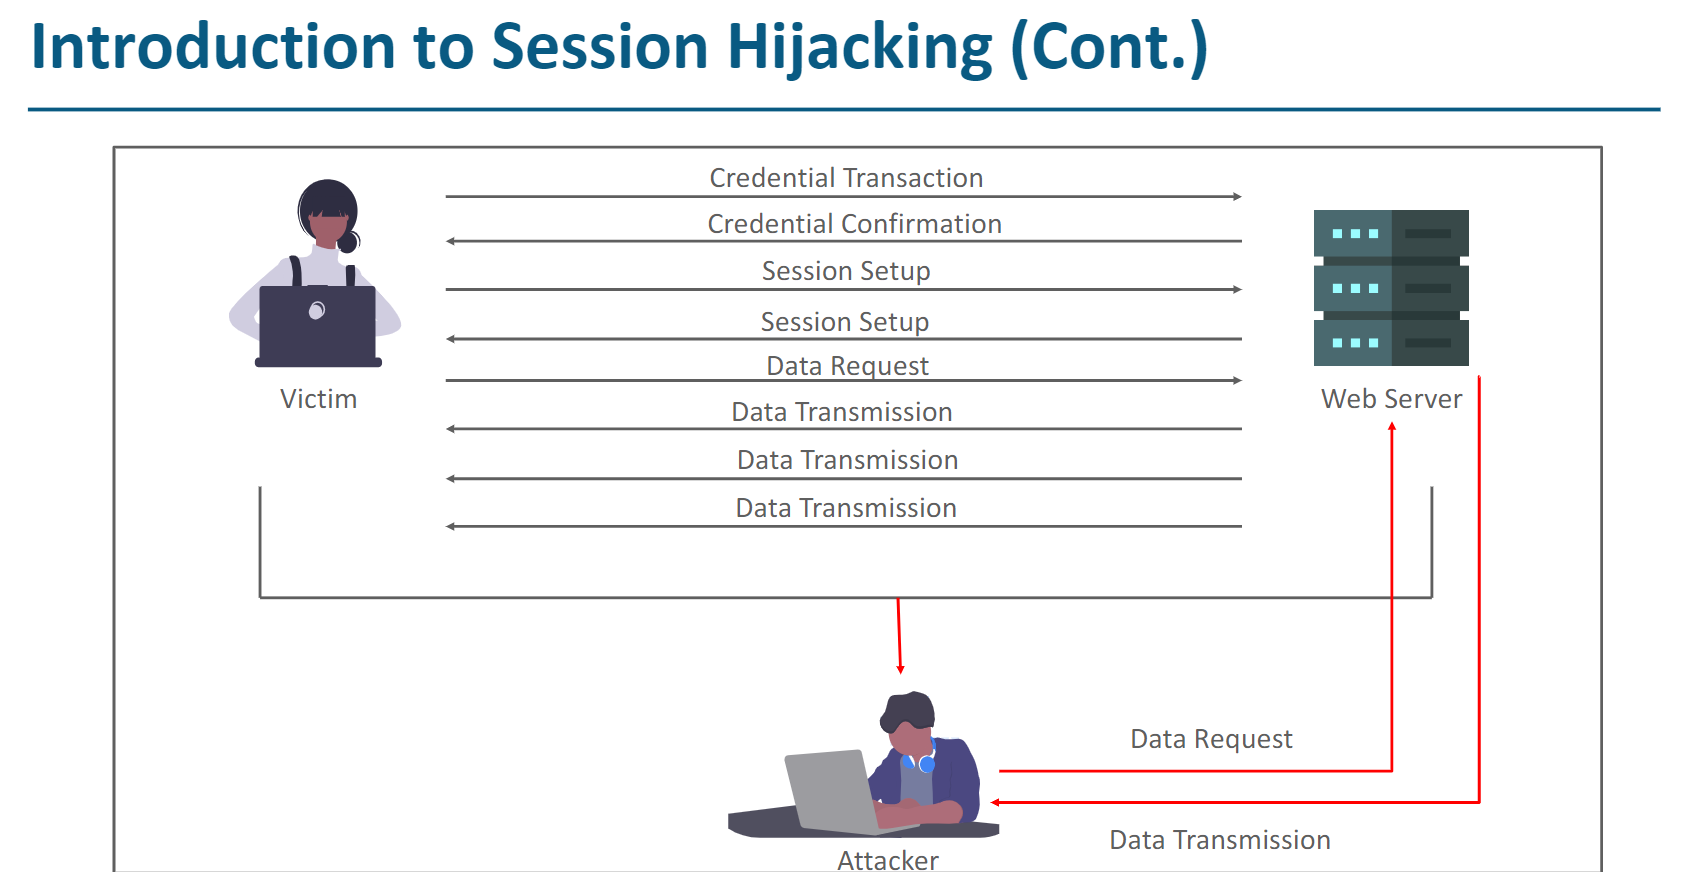 Introduction to Session Hijacking (Cont.)
Credential Transaction
Credential Confirmation
Session Setup
Session Setup
Data Request
Data Transmission
Data Transmission
Data Transmission
Victim
Web Server
Data Request
Data Transmission
Attacker